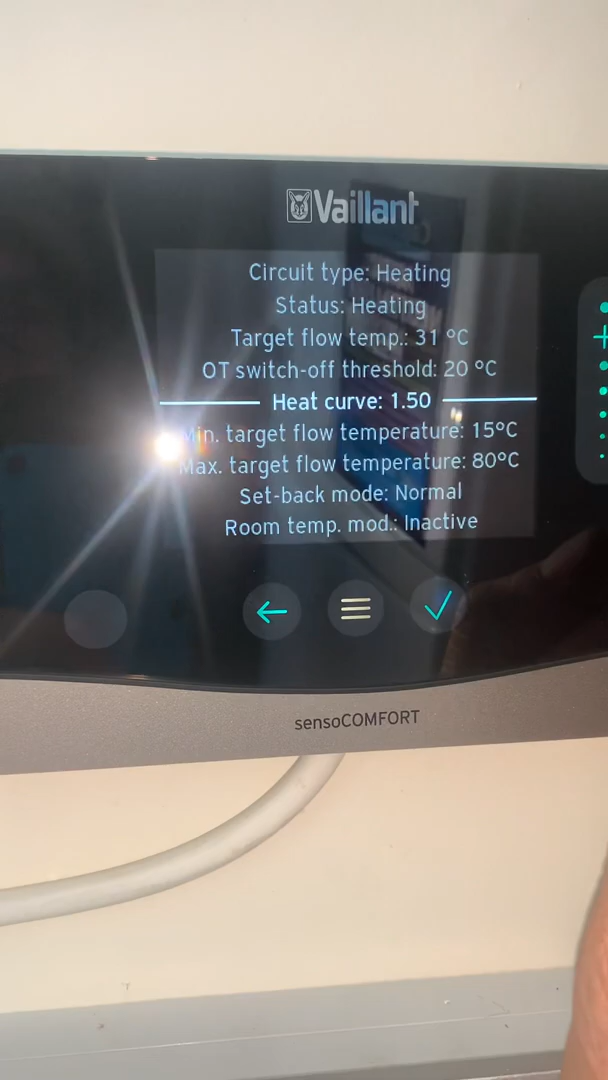 Vaillant
Circuit type: Heating
Status: Heating
Target flow temp.: 31 °C
OT switch-off threshold: 20 °C
Heat curve: 1.50
Min. target flow temperature: 15°C
Max. target flow temperature: 80°C
Set-back mode: Normal
Room temp. mod.: Inactive
sensoCOMFORT